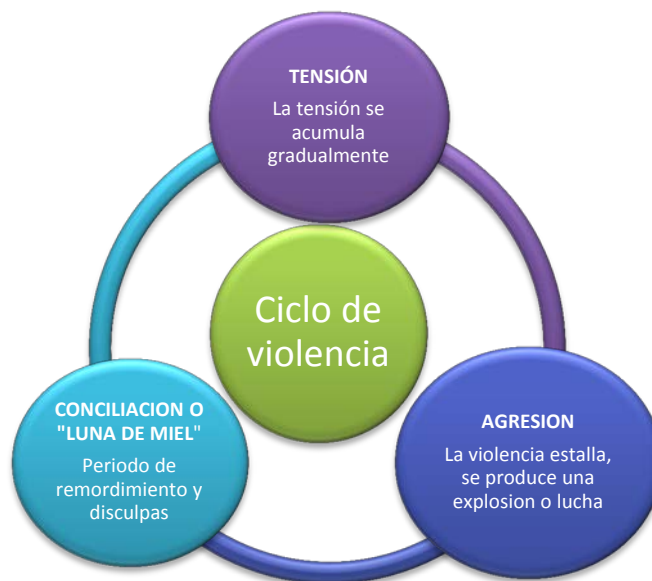 TENSIÓN
La tensión se
acumula
gradualmente
Ciclo de
violencia
CONCILIACION O
"LUNA DE MIEL"
Periodo de
remordimiento y
disculpas
AGRESION
La violencia estalla,
se produce una
explosion o lucha